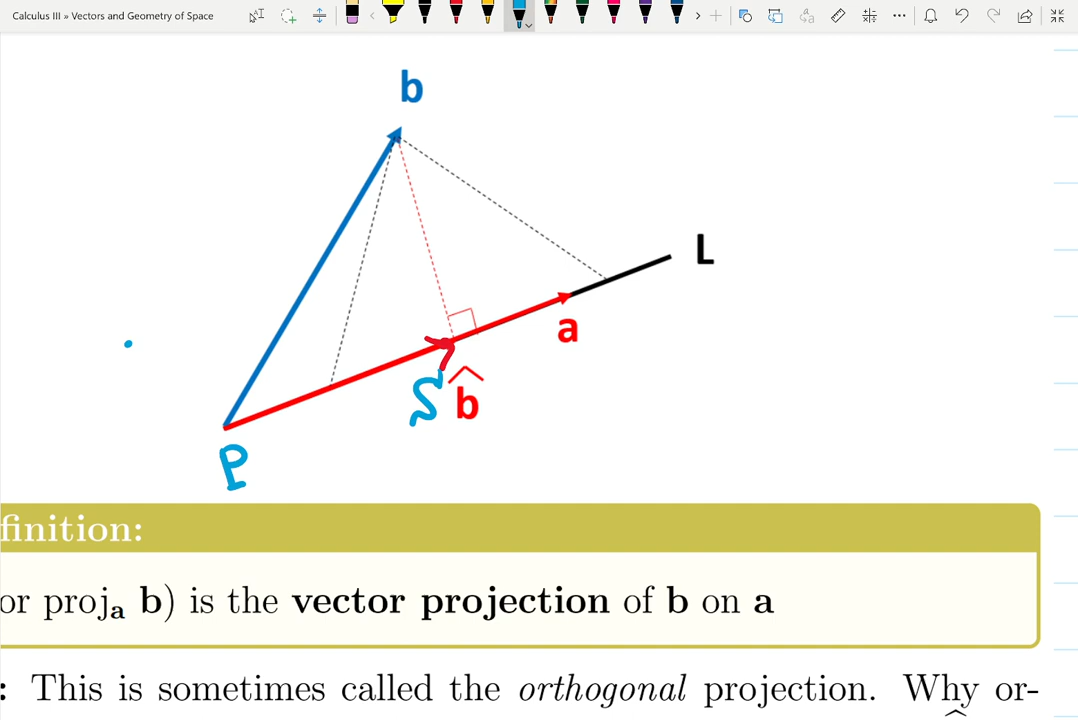 Calculus III » Vectors and Geometry of Space
b
L
a
S b̂
P
finition:
or proj_a b) is the vector projection of b on a
: This is sometimes called the orthogonal projection. Why or-